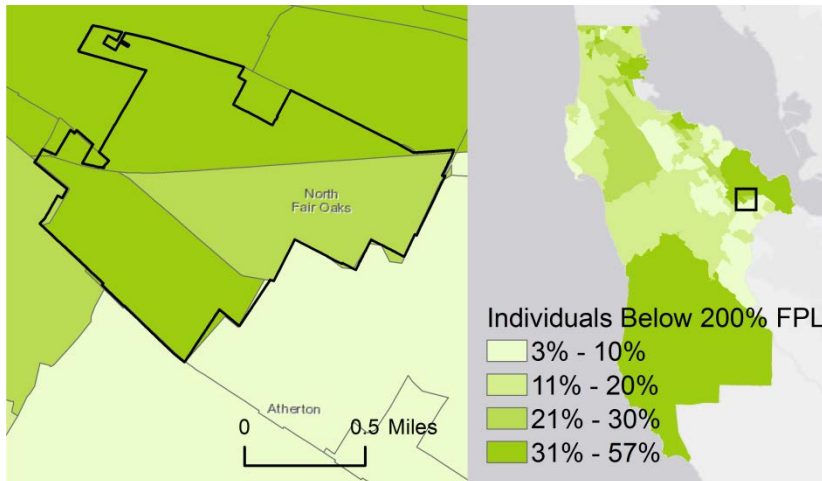 North
Fair Oaks
Atherton
0 0.5 Miles
Individuals Below 200% FPL
3% - 10%
11% - 20%
21% - 30%
31% - 57%